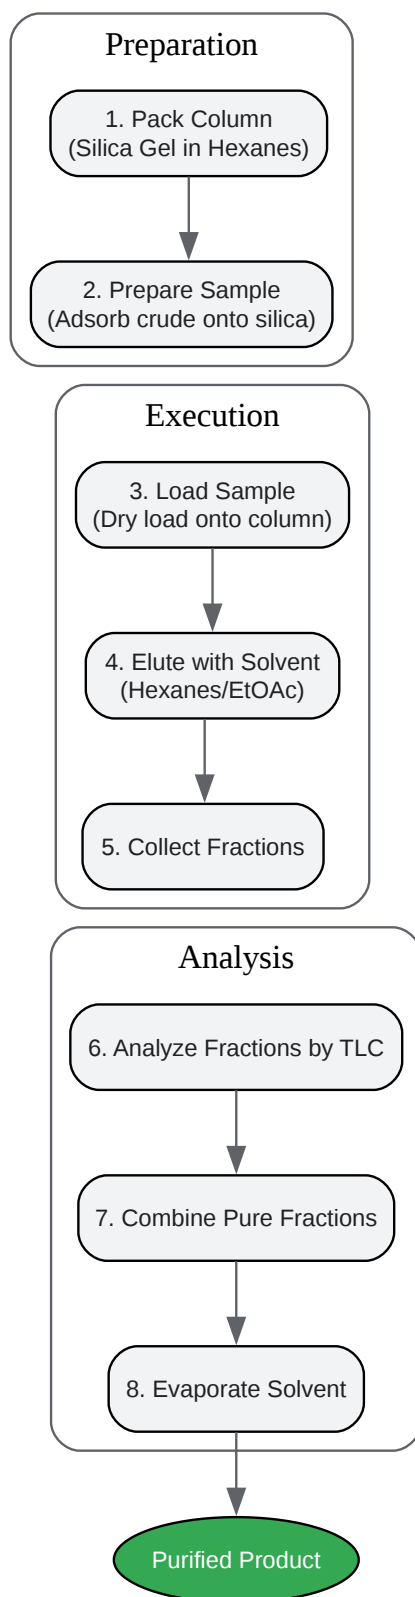 Preparation
1. Pack Column
(Silica Gel in Hexanes)
2. Prepare Sample
(Adsorb crude onto silica)
Execution
3. Load Sample
(Dry load onto column)
4. Elute with Solvent
(Hexanes/EtOAc)
5. Collect Fractions
Analysis
6. Analyze Fractions by TLC
7. Combine Pure Fractions
8. Evaporate Solvent
Purified Product